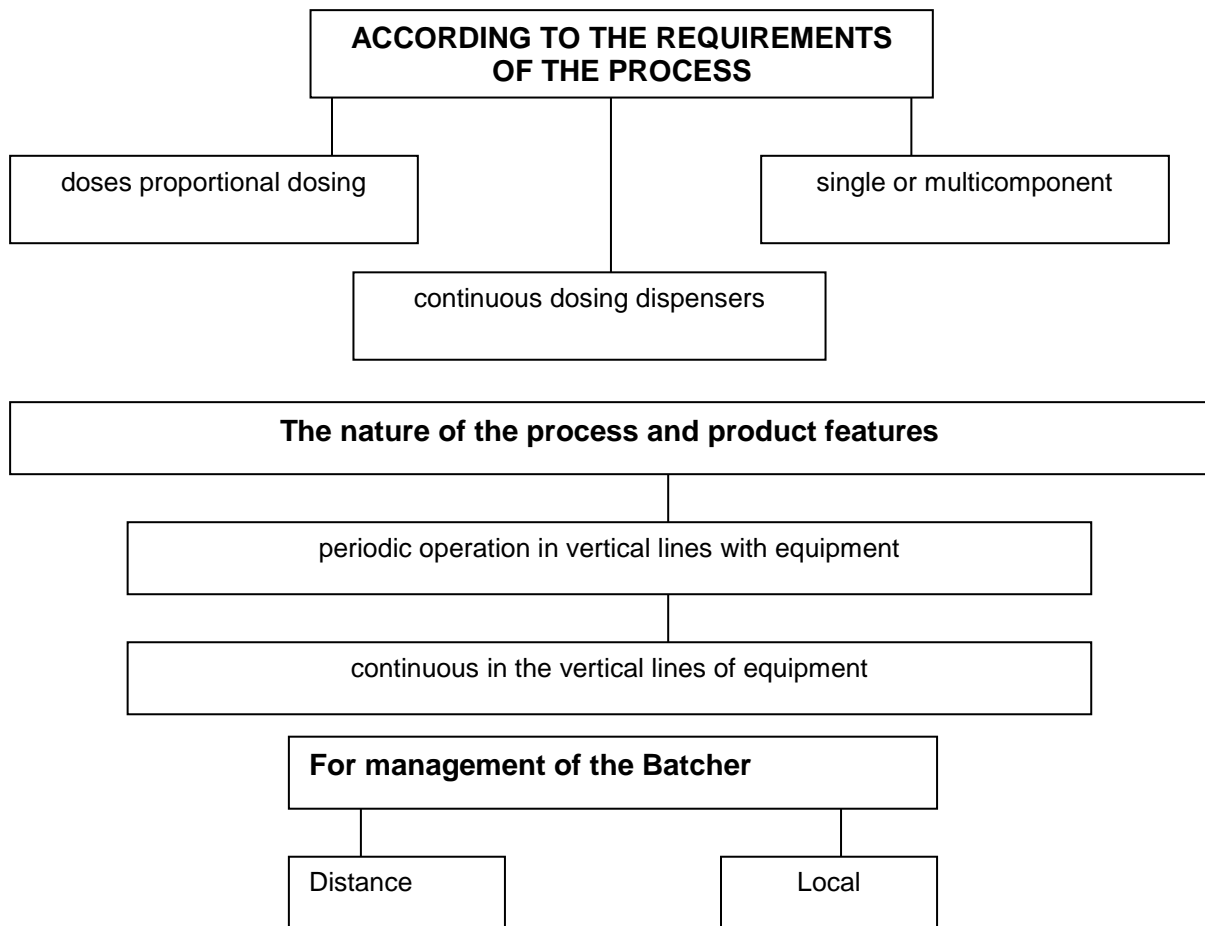 ACCORDING TO THE REQUIREMENTS
OF THE PROCESS
doses proportional dosing
single or multicomponent
continuous dosing dispensers
The nature of the process and product features
periodic operation in vertical lines with equipment
continuous in the vertical lines of equipment
For management of the Batcher
Distance
Local